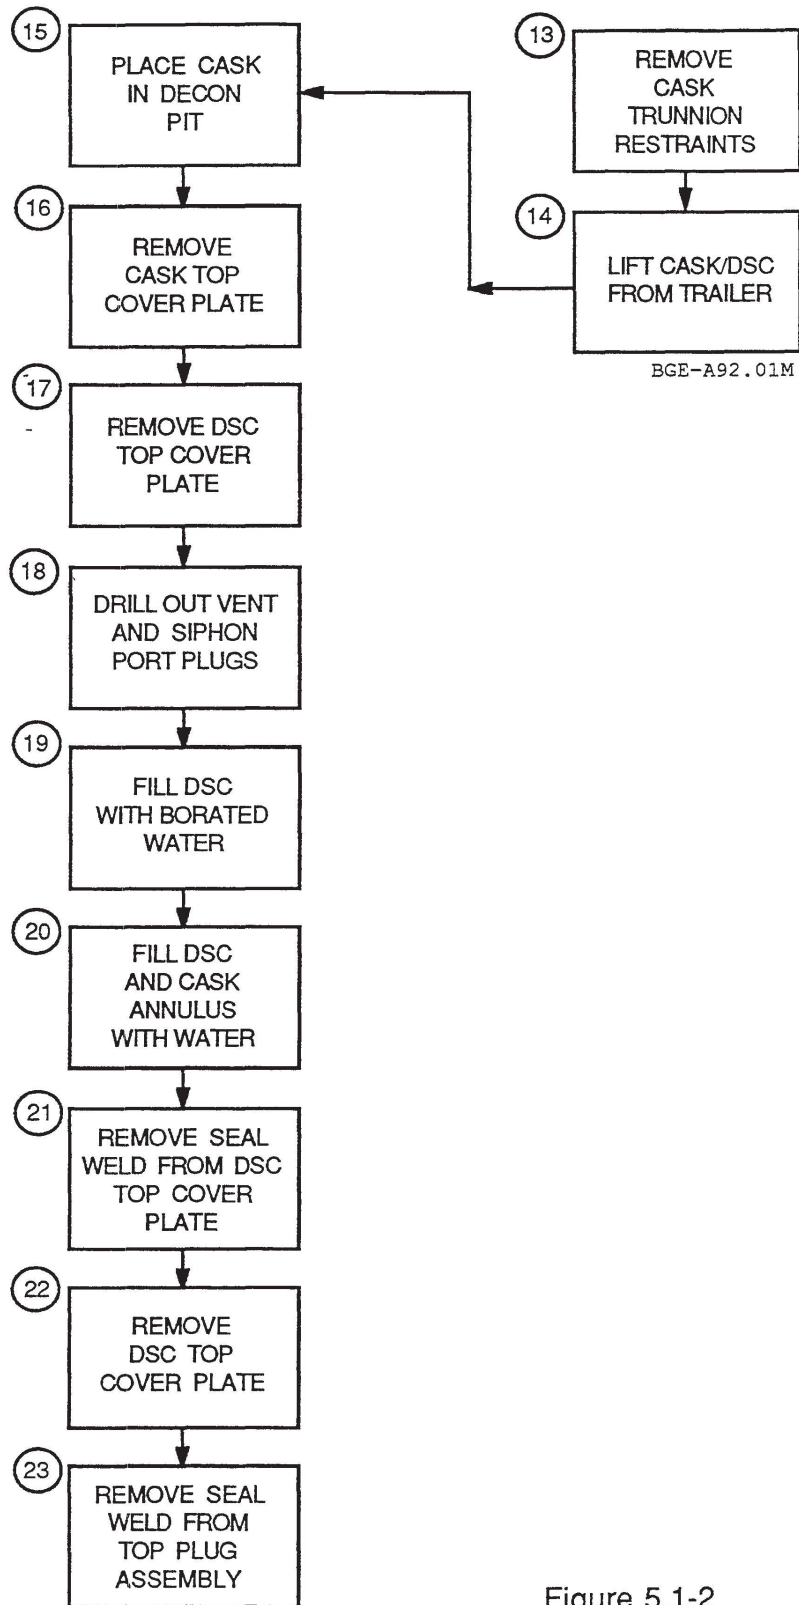 13
REMOVE
CASK
TRUNNION
RESTRAINTS
14
LIFT CASK/DSC
FROM TRAILER
BGE-A92.01M
15
PLACE CASK
IN DECON
PIT
16
REMOVE
CASK TOP
COVER PLATE
17
REMOVE DSC
TOP COVER
PLATE
18
DRILL OUT VENT
AND SIPHON
PORT PLUGS
19
FILL DSC
WITH BORATED
WATER
20
FILL DSC
AND CASK
ANNULUS
WITH WATER
21
REMOVE SEAL
WELD FROM DSC
TOP COVER
PLATE
22
REMOVE
DSC TOP
COVER PLATE
23
REMOVE SEAL
WELD FROM
TOP PLUG
ASSEMBLY
Figure 5.1-2